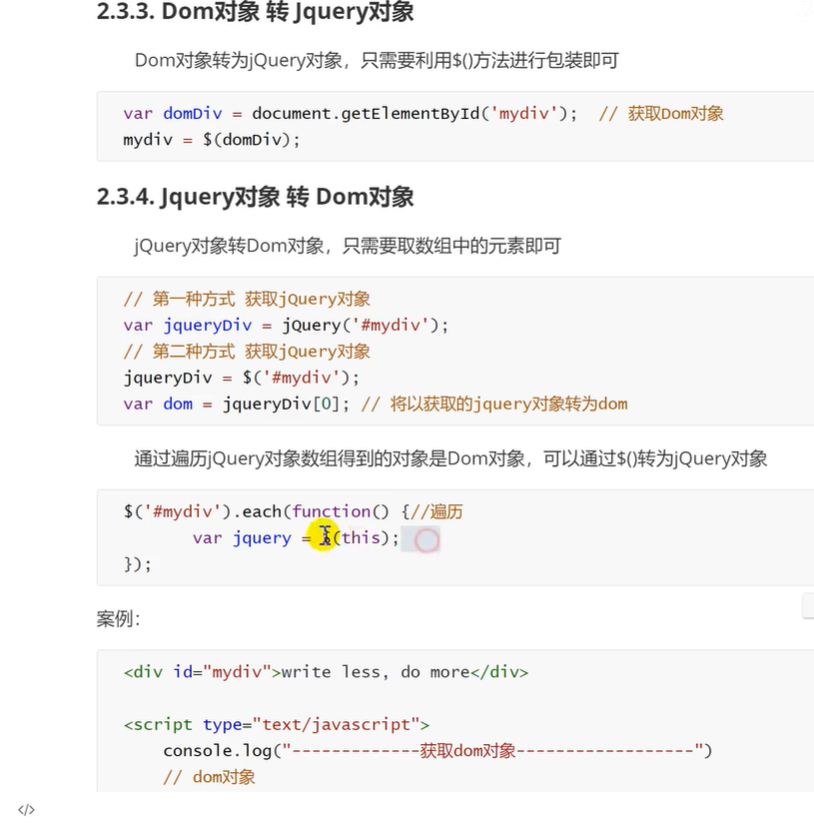 2.3.3. Dom对象 转 Jquery对象
Dom对象转为jQuery对象，只需要利用$()方法进行包装即可
var domDiv = document.getElementById('mydiv');  // 获取Dom对象
mydiv = $(domDiv);
2.3.4. Jquery对象 转 Dom对象
jQuery对象转Dom对象，只需要取数组中的元素即可
// 第一种方式 获取jQuery对象
var jqueryDiv = jQuery('#mydiv');
// 第二种方式 获取jQuery对象
jqueryDiv = $('#mydiv');
var dom = jqueryDiv[0]; // 将以获取的jquery对象转为dom
通过遍历jQuery对象数组得到的对象是Dom对象，可以通过$()转为jQuery对象
$('#mydiv').each(function() {//遍历
var jquery = $(this);
});
案例：
<div id="mydiv">write less, do more</div>
<script type="text/javascript">
console.log("-------------获取dom对象------------------")
// dom对象
</>